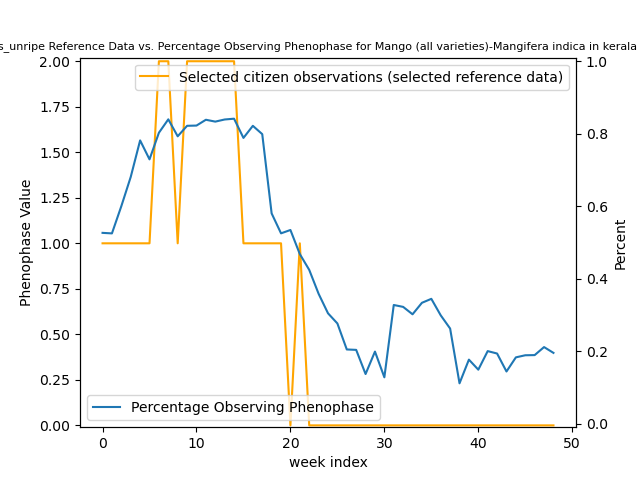 s_unripe Reference Data vs. Percentage Observing Phenophase for Mango (all varieties)-Mangifera indica in kerala
Selected citizen observations (selected reference data)
Percentage Observing Phenophase
Phenophase Value
2.00
1.75
1.50
1.25
1.00
0.75
0.50
0.25
0.00
1.0
0.8
0.6
0.4
0.2
0.0
Percent
0 10 20 30 40 50
week index